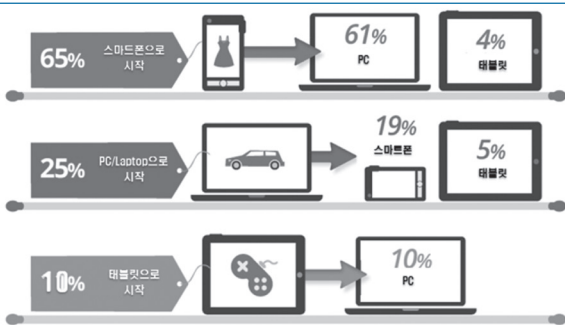 65% 스마트폰으로
시작
61%
PC
4%
태블릿
25% PC/Laptop으로
시작
19%
스마트폰
5%
태블릿
10% 태블릿으로
시작
10%
PC